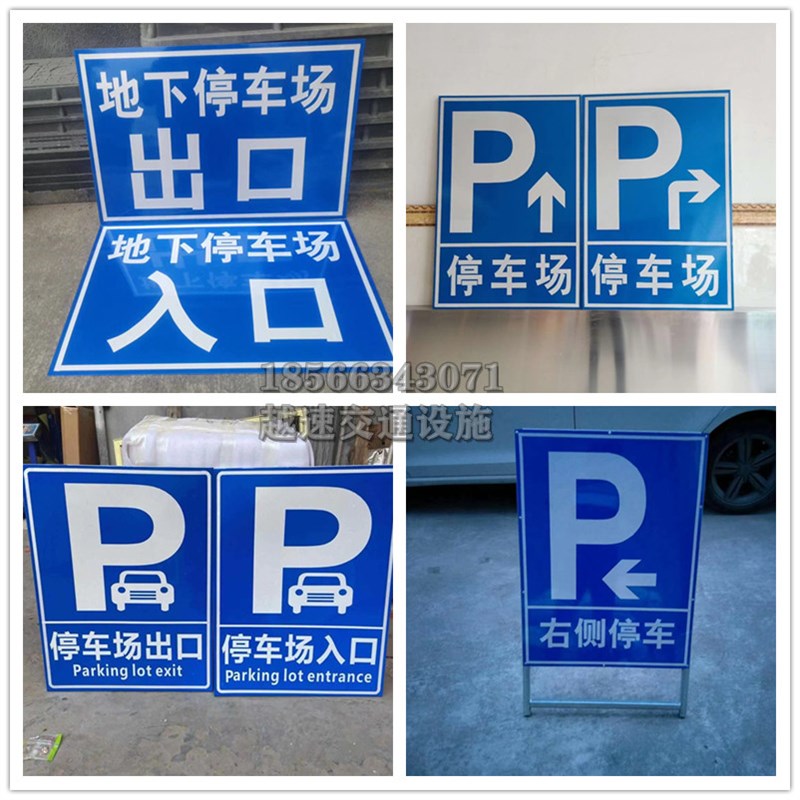 地下停车场
出口
地下停车场
入口
P
停车场
P
停车场
18566343071
越速交通设施
P
停车场出口
Parking lot exit
P
停车场入口
Parking lot entrance
P
右侧停车